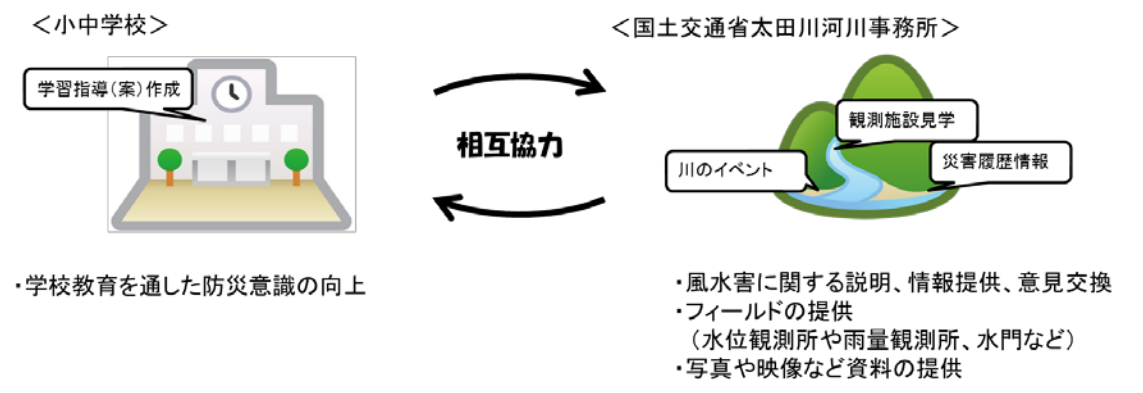 ＜小中学校＞
学習指導(案)作成
・学校教育を通した防災意識の向上
相互協力
＜国土交通省太田川河川事務所＞
観測施設見学
川のイベント
災害履歴情報
・風水害に関する説明、情報提供、意見交換
・フィールドの提供
（水位観測所や雨量観測所、水門など）
・写真や映像など資料の提供